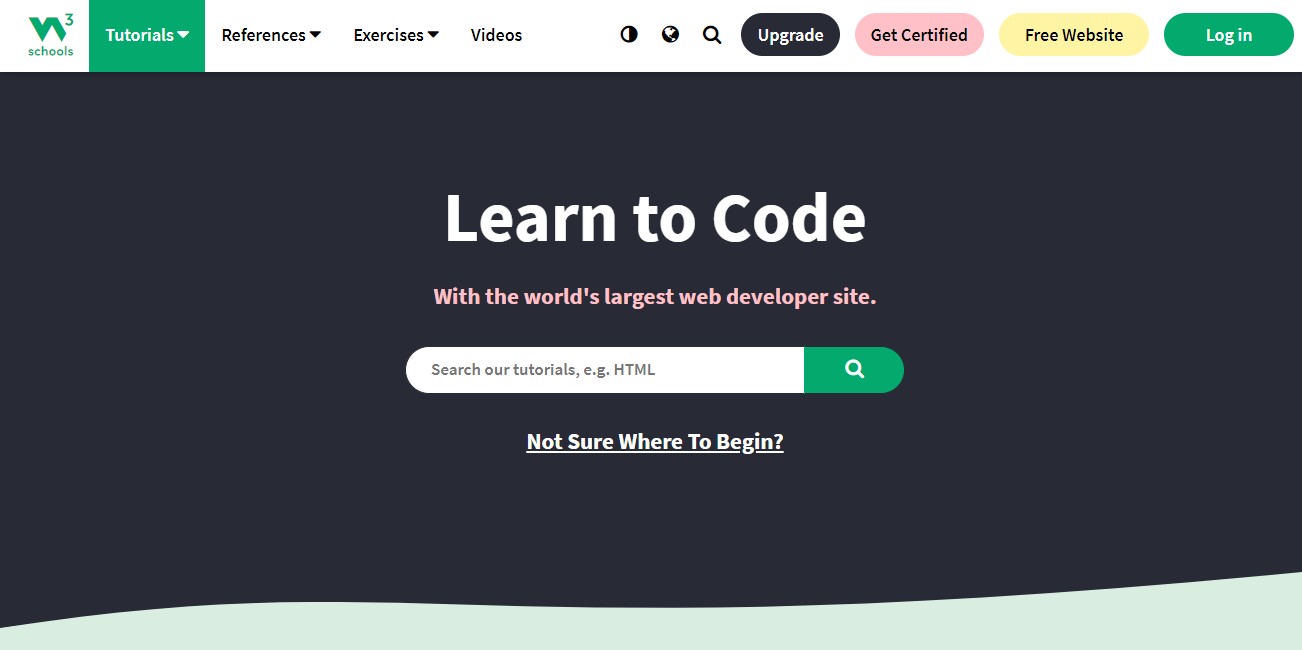 W3 schools
Tutorials References Exercises Videos Upgrade Get Certified Free Website Log in
Learn to Code
With the world's largest web developer site.
Search our tutorials, e.g. HTML
Not Sure Where To Begin?